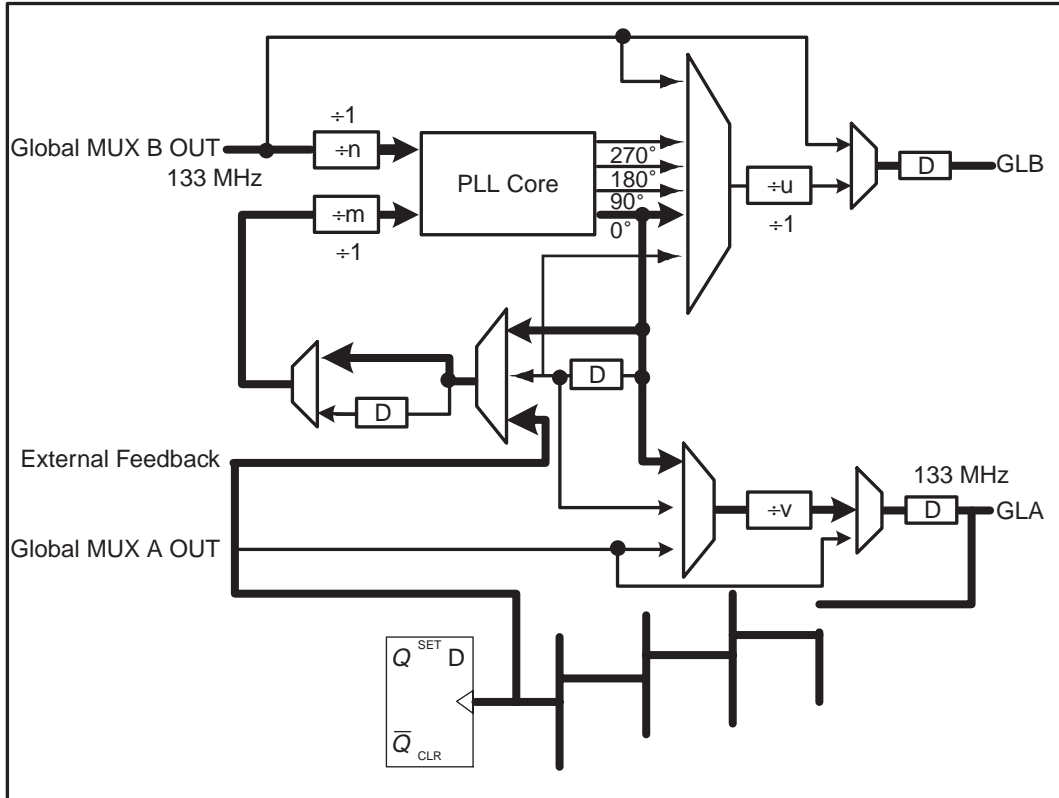 ÷1
Global MUX B OUT
÷n
133 MHz
PLL Core
270°
180°
90°
0°
÷u
÷1
D
GLB
÷m
÷1
D
D
External Feedback
133 MHz
÷v
D
GLA
Global MUX A OUT
Q SET D
Q̅ CLR